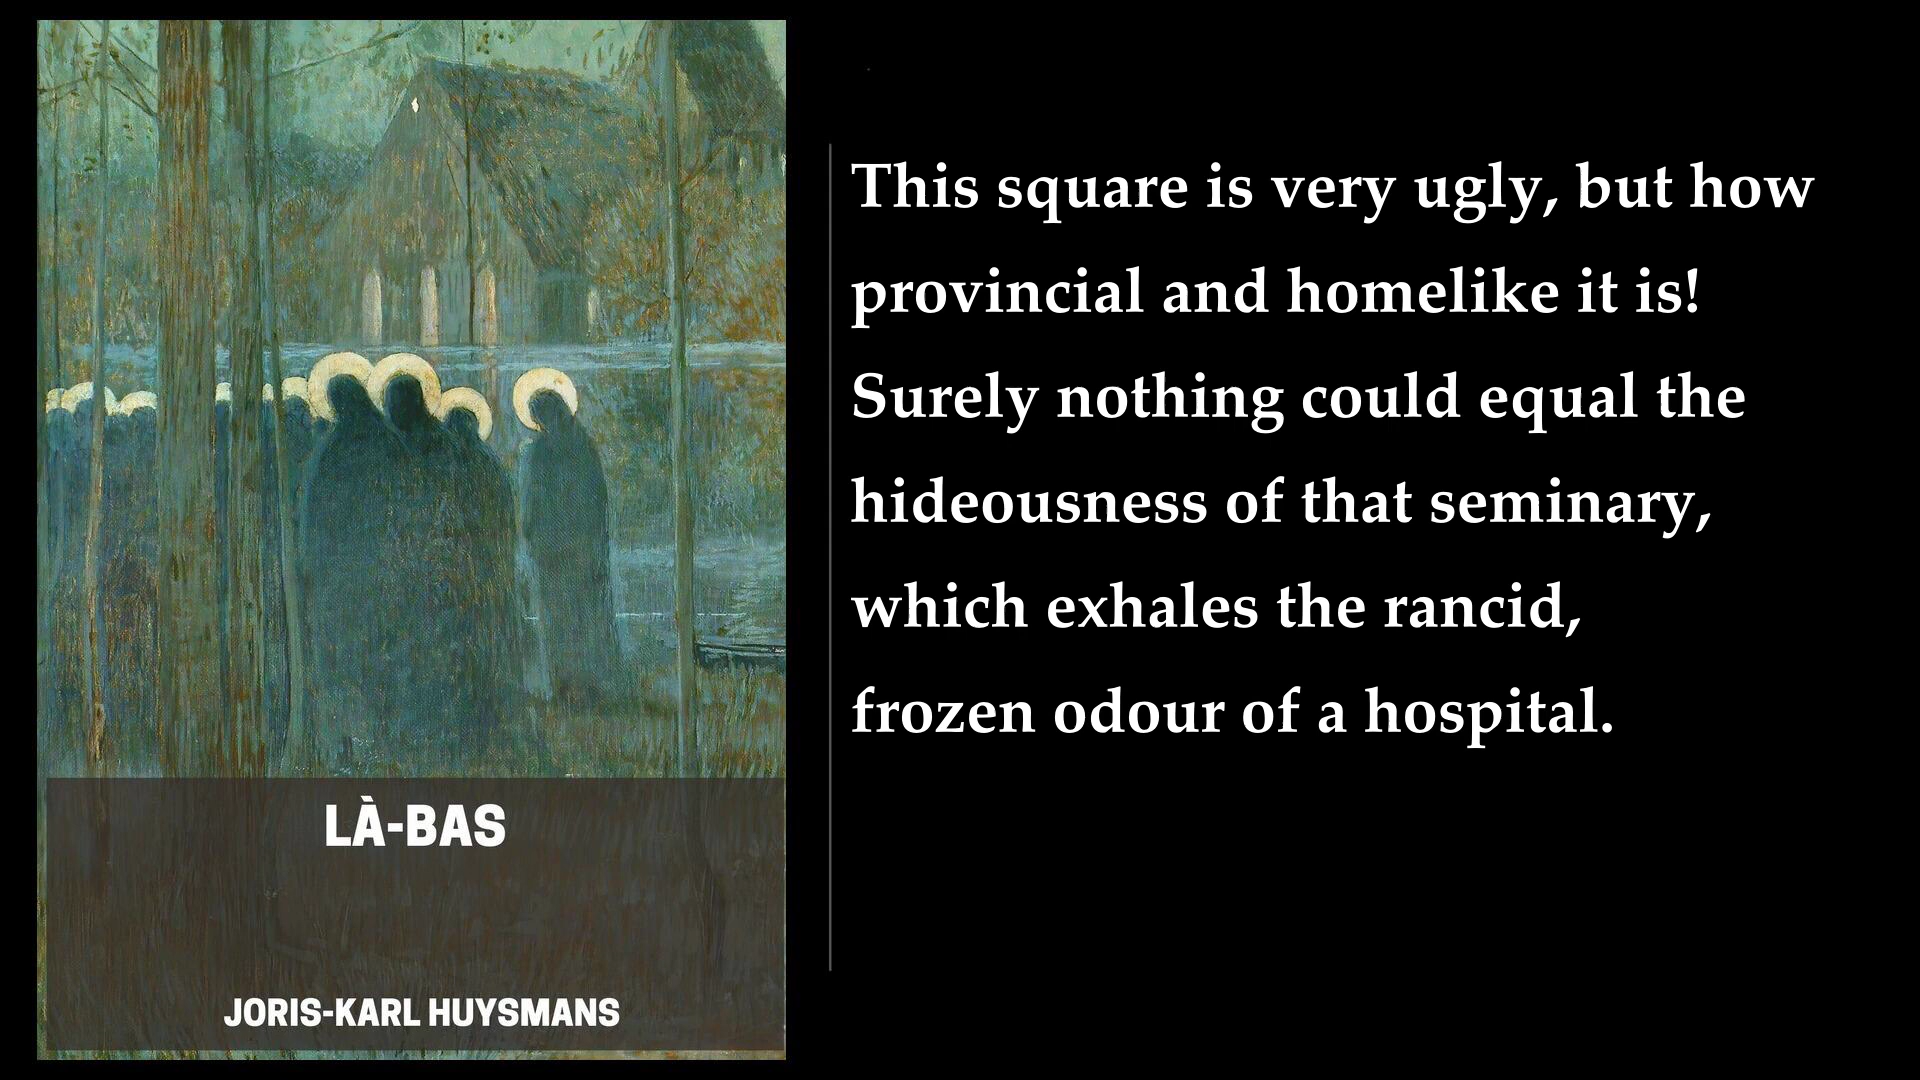 LÀ-BAS
JORIS-KARL HUYSMANS
This square is very ugly, but how
provincial and homelike it is!
Surely nothing could equal the
hideousness of that seminary,
which exhales the rancid,
frozen odour of a hospital.